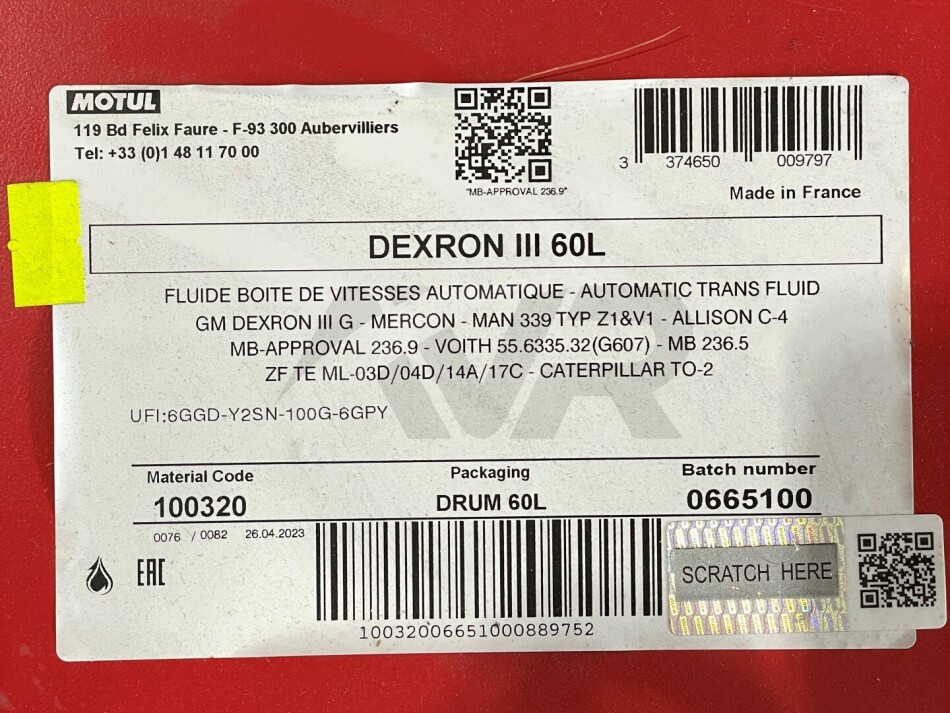 MOTUL
119 Bd Felix Faure - F-93 300 Aubervilliers
Tel: +33 (0)1 48 11 70 00
"MB-APPROVAL 236.9"
3 374650 009797
Made in France
DEXRON III 60L
FLUIDE BOITE DE VITESSES AUTOMATIQUE - AUTOMATIC TRANS FLUID
GM DEXRON III G - MERCON - MAN 339 TYP Z1&V1 - ALLISON C-4
MB-APPROVAL 236.9 - VOITH 55.6335.32(G607) - MB 236.5
ZF TE ML-03D/04D/14A/17C - CATERPILLAR TO-2
UFI:6GGD-Y2SN-100G-6GPY
Material Code Packaging Batch number
100320 DRUM 60L 0665100
0076 / 0082 26.04.2023
EAC
SCRATCH HERE
10032006651000889752